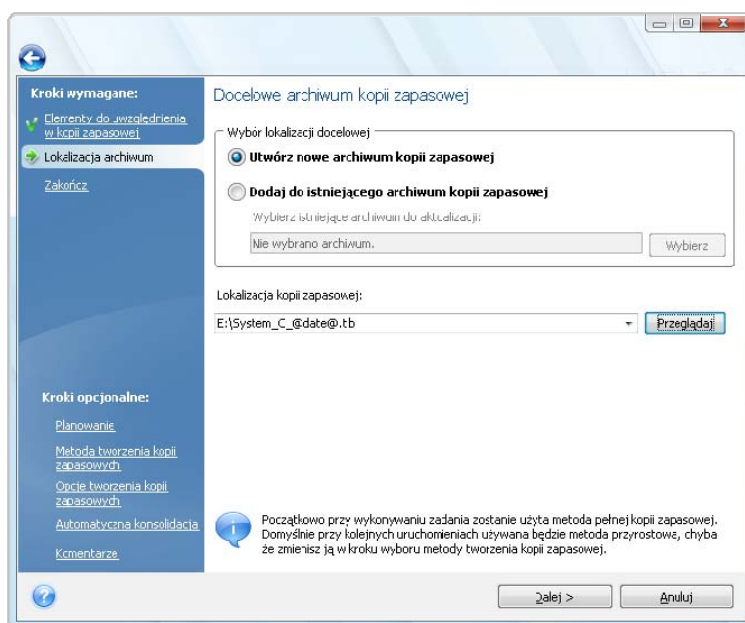 Kroki wymagane:
Elementy do uwzględnienia
w kopii zapasowej
Lokalizacja archiwum
Zakończ
Kroki opcjonalne:
Planowanie
Metoda tworzenia kopii
zapasowych
Opcje tworzenia kopii
zapasowych
Automatyczna konsolidacja
Komentarze
Docelowe archiwum kopii zapasowej
Wybór lokalizacji docelowej
Utwórz nowe archiwum kopii zapasowej
Dodaj do istniejącego archiwum kopii zapasowej
Wybierz istniejące archiwum do aktualizacji:
Nie wybrano archiwum.
Wybierz
Lokalizacja kopii zapasowej:
E:\System_C_@date@.tb
Przeglądaj
Początkowo przy wykonywaniu zadania zostanie użyta metoda pełnej kopii zapasowej.
Domyślnie przy kolejnych uruchomieniach używana będzie metoda przyrostowa, chyba
że zmienisz ją w kroku wyboru metody tworzenia kopii zapasowej.
Dalej >
Anuluj